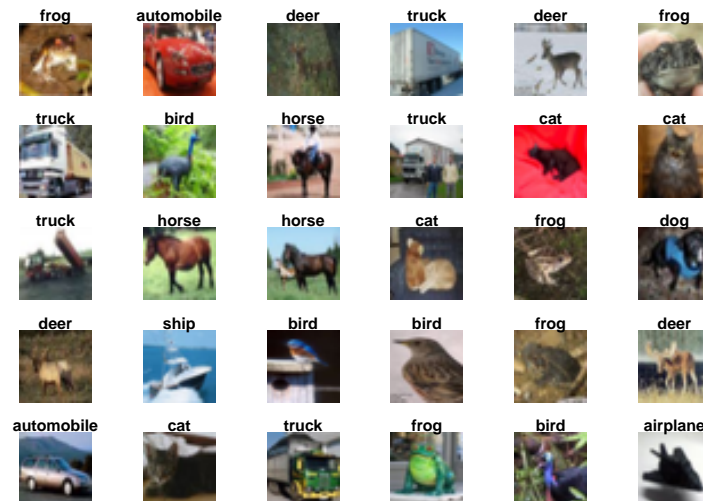 frog automobile deer truck deer frog
truck bird horse truck cat cat
truck horse horse cat frog dog
deer ship bird bird frog deer
automobile cat truck frog bird airplane